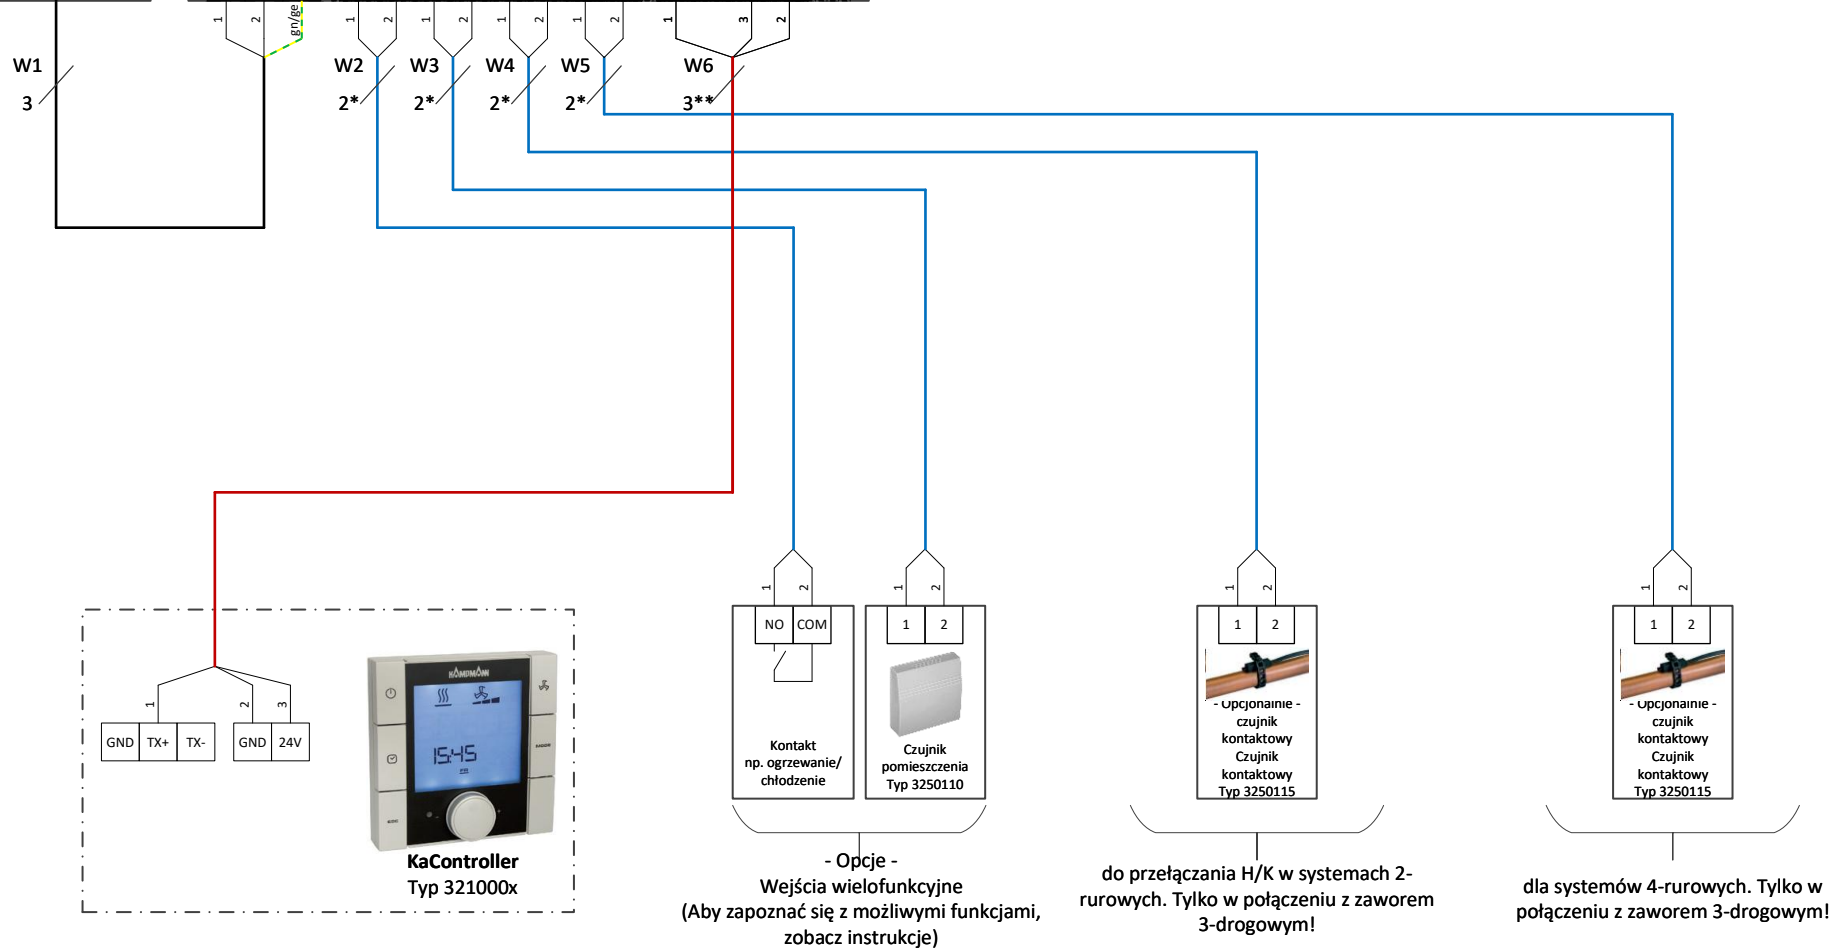 1 2 gn/ge 1 2 1 2 1 2 1 2 1 3 2
W1 W2 W3 W4 W5 W6
3 2* 2* 2* 2* 3**
1 2 1 2 1 2 1 2
NO COM 1 2 1 2 1 2
1 2 3
GND TX+ TX- GND 24V
KAMPMANN
15:45
KaController
Typ 321000x
Kontakt
np. ogrzewanie/
chłodzenie
Czujnik
pomieszczenia
Typ 3250110
- Opcjonalnie -
czujnik
kontaktowy
Czujnik
kontaktowy
Typ 3250115
- Opcjonalnie -
czujnik
kontaktowy
Czujnik
kontaktowy
Typ 3250115
- Opcje -
Wejścia wielofunkcyjne
(Aby zapoznać się z możliwymi funkcjami,
zobacz instrukcje)
do przełączania H/K w systemach 2-
rurowych. Tylko w połączeniu z zaworem
3-drogowym!
dla systemów 4-rurowych. Tylko w
połączeniu z zaworem 3-drogowym!